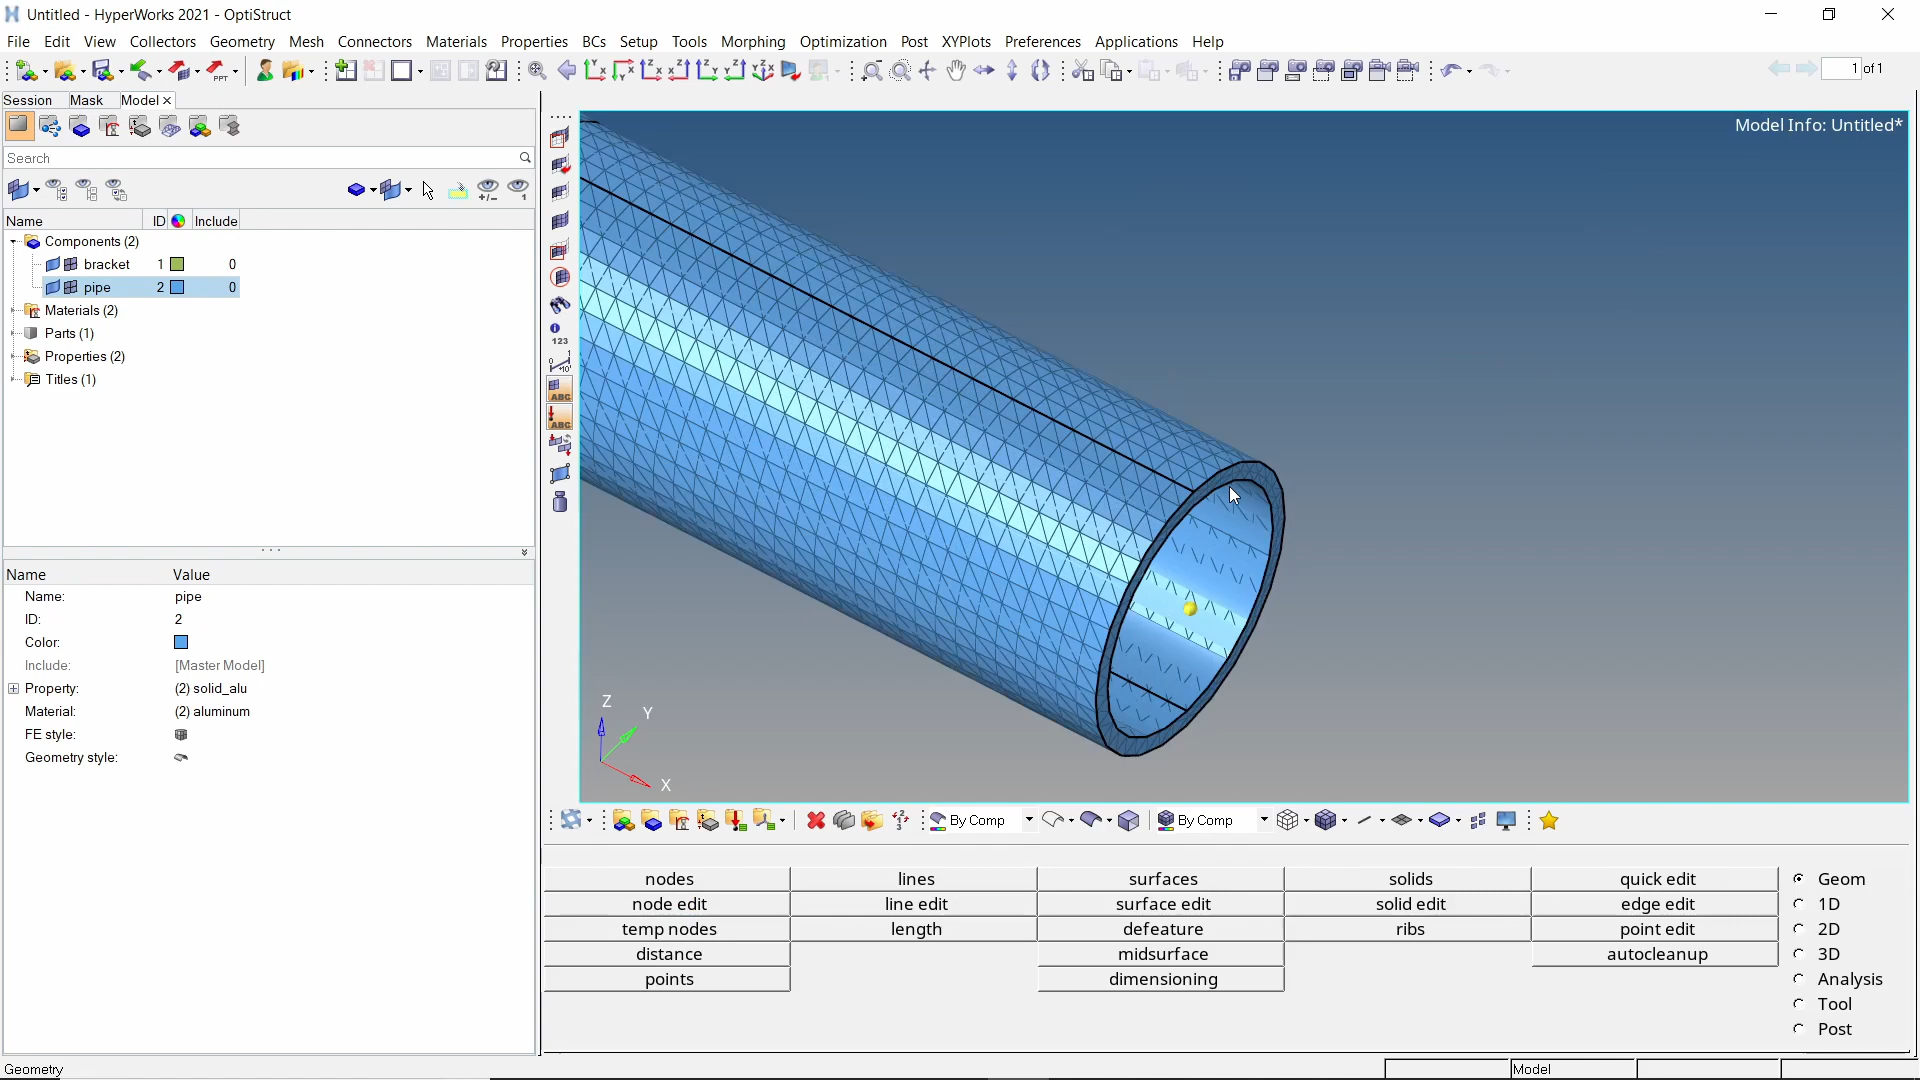 Untitled - HyperWorks 2021 - OptiStruct
File Edit View Collectors Geometry Mesh Connectors Materials Properties BCs Setup Tools Morphing Optimization Post XYPlots Preferences Applications Help
1 of 1
Session Mask Model
Search
Name ID Include
Components (2)
bracket 1 0
pipe 2 0
Materials (2)
Parts (1)
Properties (2)
Titles (1)
Model Info: Untitled*
Name Value
Name: pipe
ID: 2
Color:
Include: [Master Model]
Property: (2) solid_alu
Material: (2) aluminum
FE style:
Geometry style:
123
ABC
ABC
Z
Y
X
PPT
By Comp By Comp
nodes lines surfaces solids quick edit Geom
node edit line edit surface edit solid edit edge edit 1D
temp nodes length defeature ribs point edit 2D
distance midsurface autocleanup 3D
points dimensioning Analysis
Tool
Post
Geometry Model